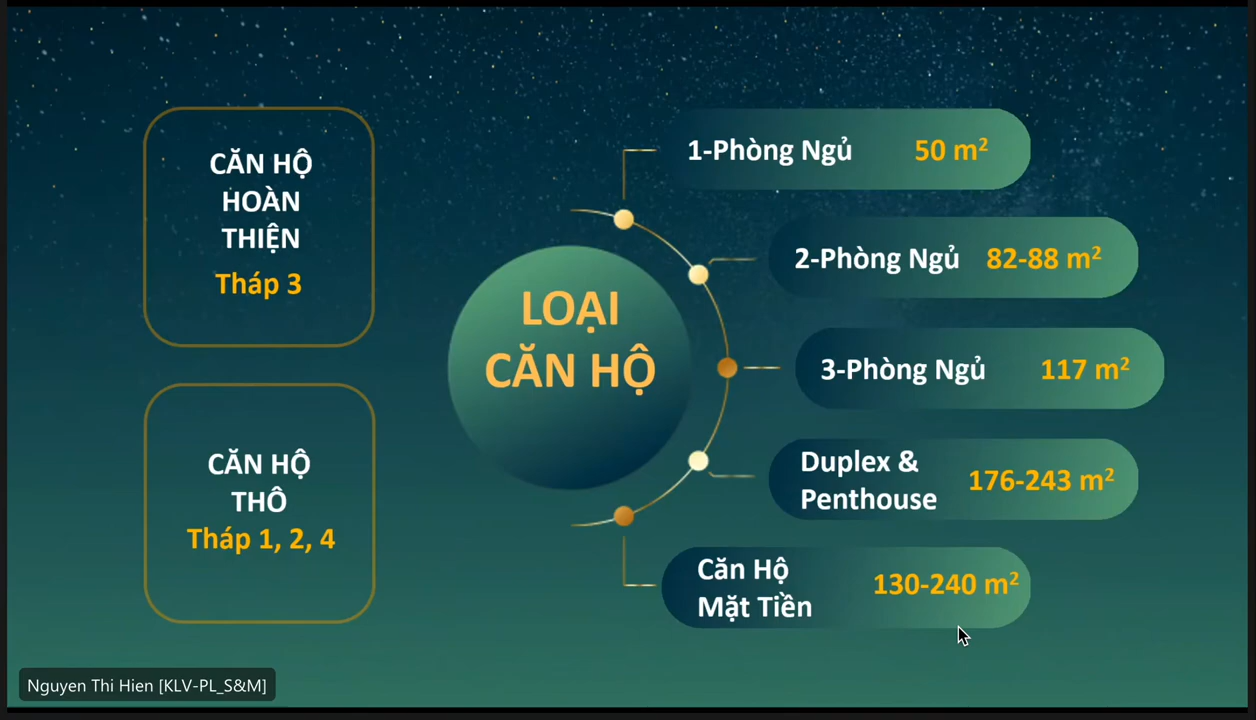 CĂN HỘ
HOÀN
THIỆN
Tháp 3
CĂN HỘ
THÔ
Tháp 1, 2, 4
LOẠI
CĂN HỘ
1-Phòng Ngủ 50 m²
2-Phòng Ngủ 82-88 m²
3-Phòng Ngủ 117 m²
Duplex &
Penthouse 176-243 m²
Căn Hộ
Mặt Tiền 130-240 m²
Nguyen Thi Hien [KLV-PL_S&M]